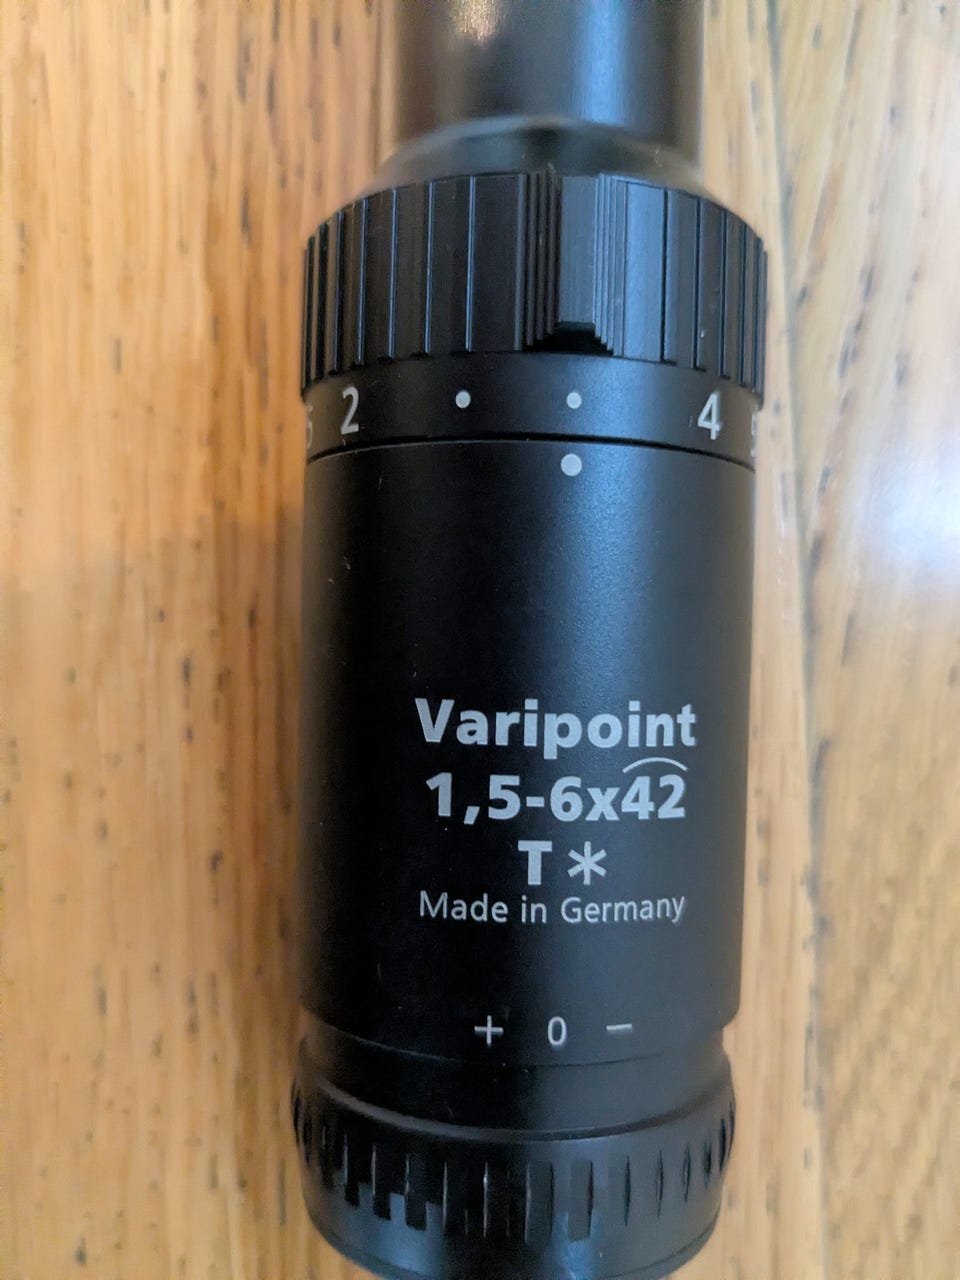 2 • • 4
Varipoint
1,5-6x42
T*
Made in Germany
+ 0 −